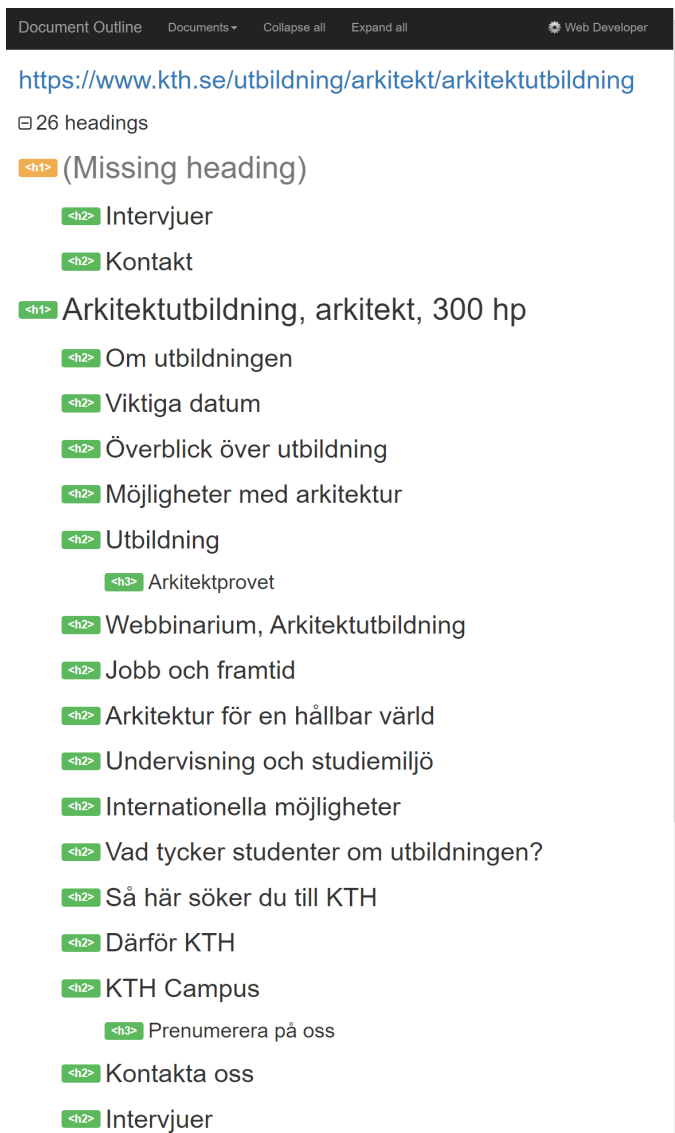 Document Outline Documents Collapse all Expand all Web Developer
https://www.kth.se/utbildning/arkitekt/arkitektutbildning
26 headings
<h1> (Missing heading)
<h2> Intervjuer
<h2> Kontakt
<h1> Arkitektutbildning, arkitekt, 300 hp
<h2> Om utbildningen
<h2> Viktiga datum
<h2> Överblick över utbildning
<h2> Möjligheter med arkitektur
<h2> Utbildning
<h3> Arkitektprovet
<h2> Webbinarium, Arkitektutbildning
<h2> Jobb och framtid
<h2> Arkitektur för en hållbar värld
<h2> Undervisning och studiemiljö
<h2> Internationella möjligheter
<h2> Vad tycker studenter om utbildningen?
<h2> Så här söker du till KTH
<h2> Därför KTH
<h2> KTH Campus
<h3> Prenumerera på oss
<h2> Kontakta oss
<h2> Intervjuer